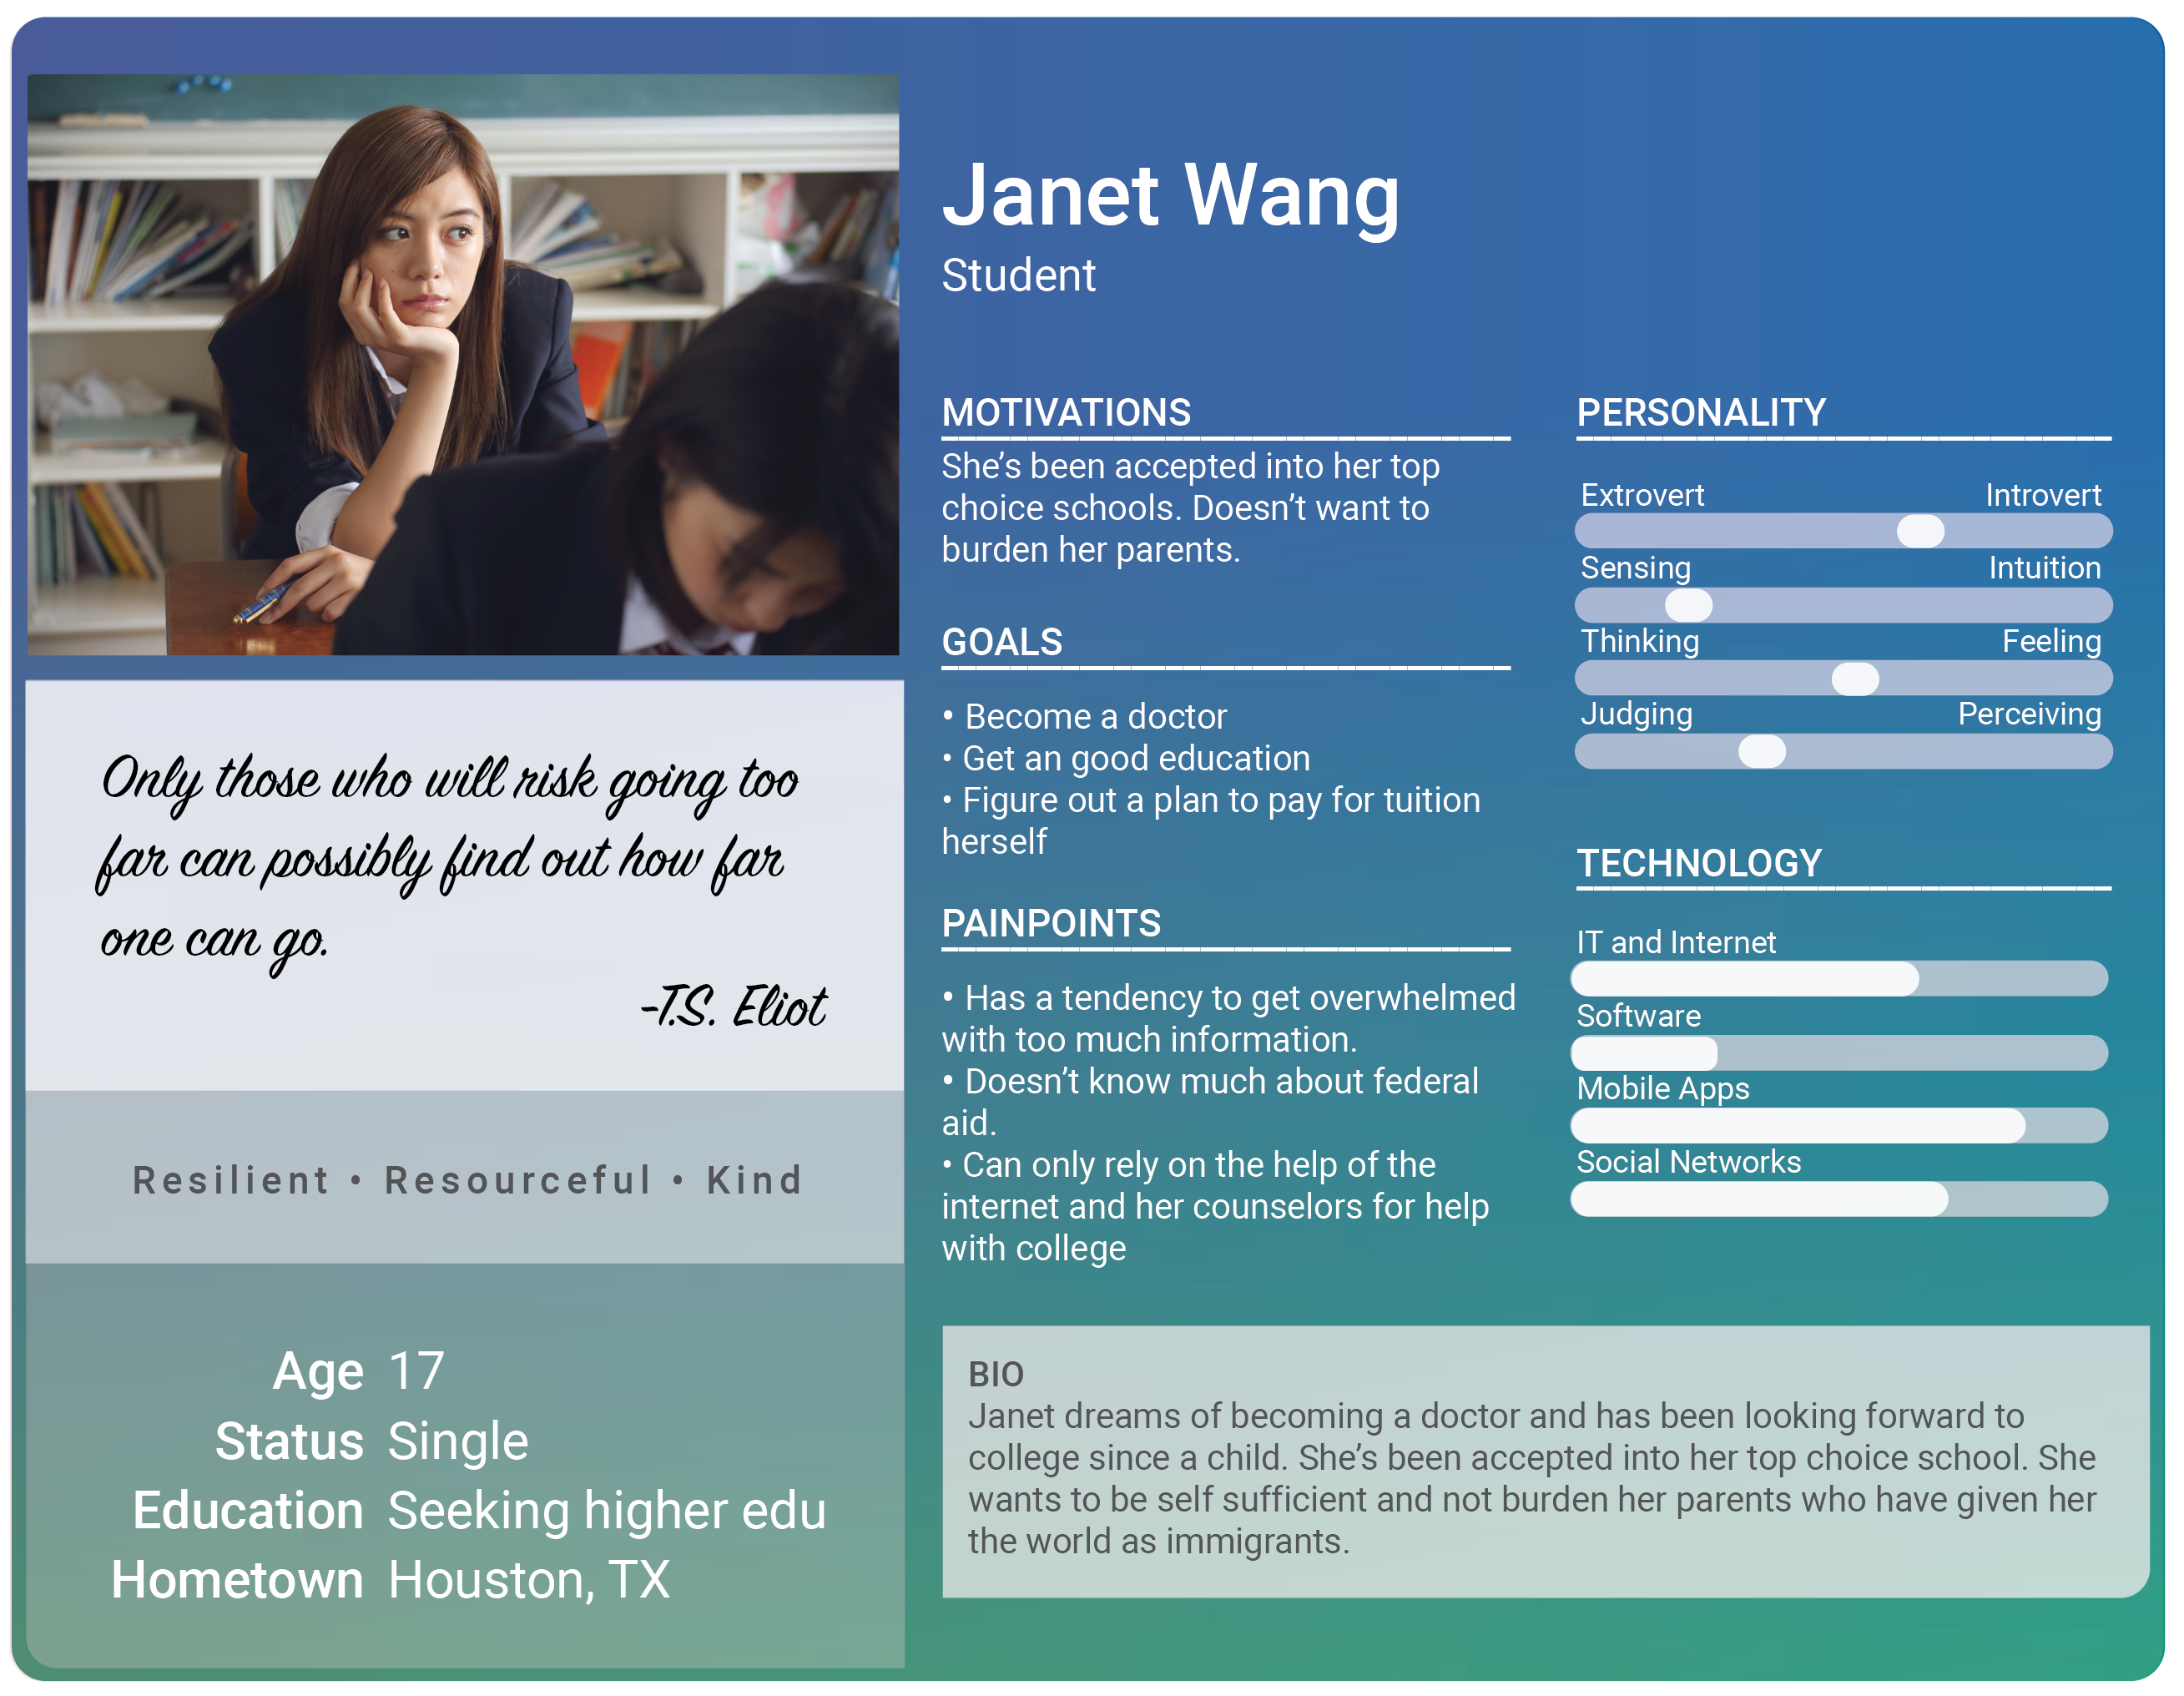 Janet Wang
Student
Only those who will risk going too
far can possibly find out how far
one can go.
-T.S. Eliot
Resilient • Resourceful • Kind
Age 17
Status Single
Education Seeking higher edu
Hometown Houston, TX
MOTIVATIONS
She’s been accepted into her top
choice schools. Doesn’t want to
burden her parents.
GOALS
• Become a doctor
• Get an good education
• Figure out a plan to pay for tuition
herself
PAINPOINTS
• Has a tendency to get overwhelmed
with too much information.
• Doesn’t know much about federal
aid.
• Can only rely on the help of the
internet and her counselors for help
with college
PERSONALITY
Extrovert Introvert
Sensing Intuition
Thinking Feeling
Judging Perceiving
TECHNOLOGY
IT and Internet
Software
Mobile Apps
Social Networks
BIO
Janet dreams of becoming a doctor and has been looking forward to
college since a child. She’s been accepted into her top choice school. She
wants to be self sufficient and not burden her parents who have given her
the world as immigrants.